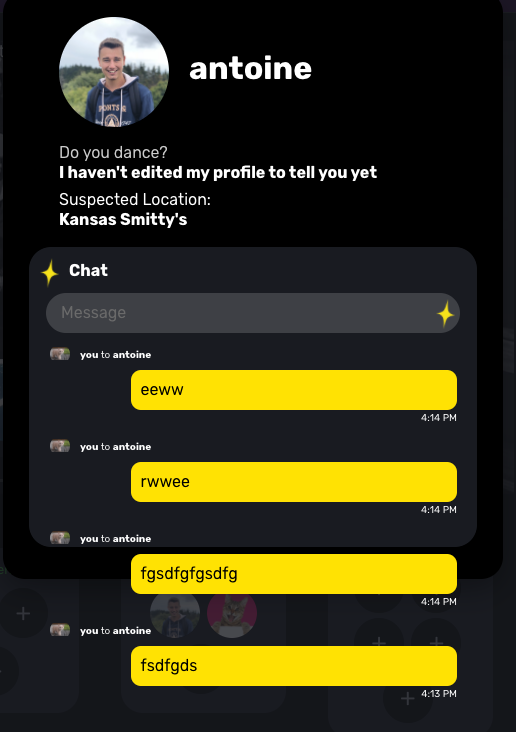 antoine
Do you dance?
I haven't edited my profile to tell you yet
Suspected Location:
Kansas Smitty's
Chat
Message
you to antoine
eeww
4:14 PM
you to antoine
rwwee
4:14 PM
you to antoine
fgsdfgfgsdfg
4:14 PM
you to antoine
fsdfgds
4:13 PM